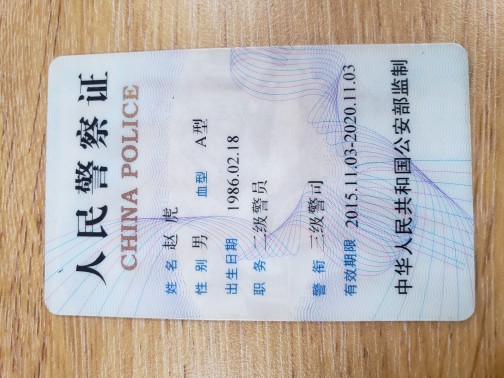 人民警察证
CHINA POLICE
姓 名 赵 虎
性 别 男 血型 A型
出生日期 1986.02.18
职 务 二级警员
警 衔 三级警司
有效期限 2015.11.03-2020.11.03
中华人民共和国公安部监制